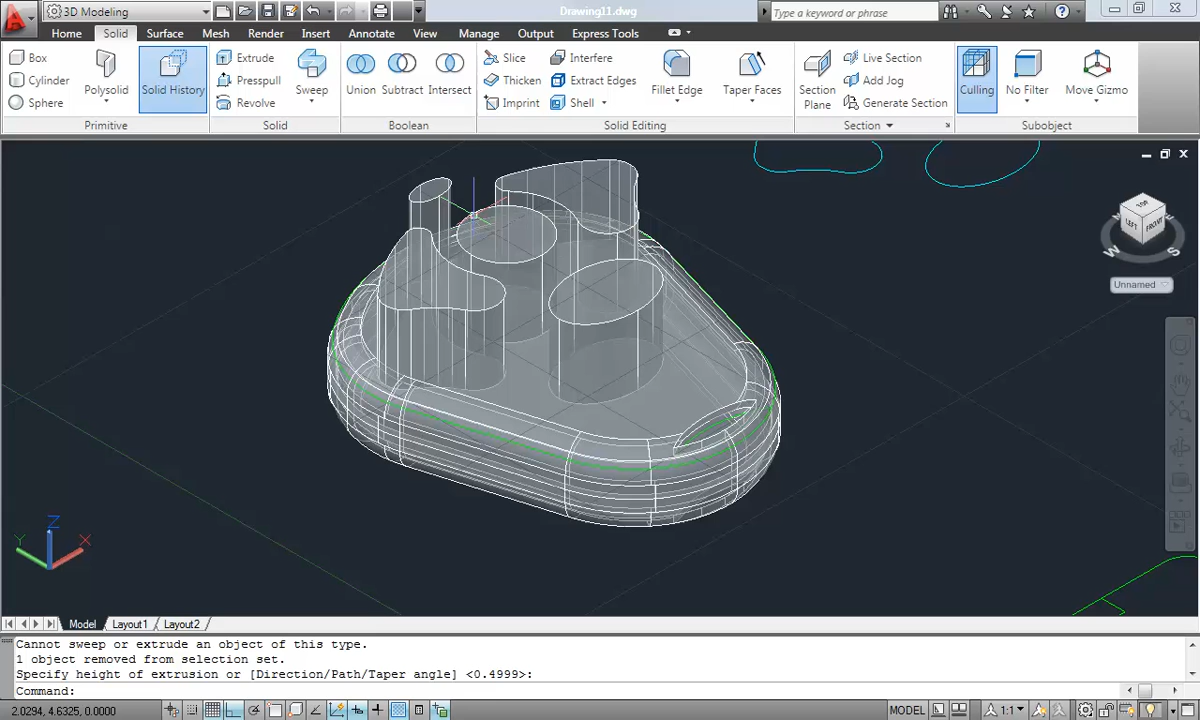 3D Modeling
Drawing11.dwg
Type a keyword or phrase
Home Solid Surface Mesh Render Insert Annotate View Manage Output Express Tools
Box
Cylinder
Sphere
Polysolid
Solid History
Primitive
Extrude
Presspull
Revolve
Sweep
Solid
Union
Subtract
Intersect
Boolean
Slice
Thicken
Imprint
Interfere
Extract Edges
Shell
Fillet Edge
Taper Faces
Solid Editing
Section Plane
Live Section
Add Jog
Generate Section
Section
Culling
No Filter
Move Gizmo
Subobject
TOP
LEFT
FRONT
W
S
Unnamed
Z
Y
X
Model Layout1 Layout2
Cannot sweep or extrude an object of this type.
1 object removed from selection set.
Specify height of extrusion or [Direction/Path/Taper angle] <0.4999>:
Command:
2.0294, 4.6325, 0.0000
MODEL
1:1